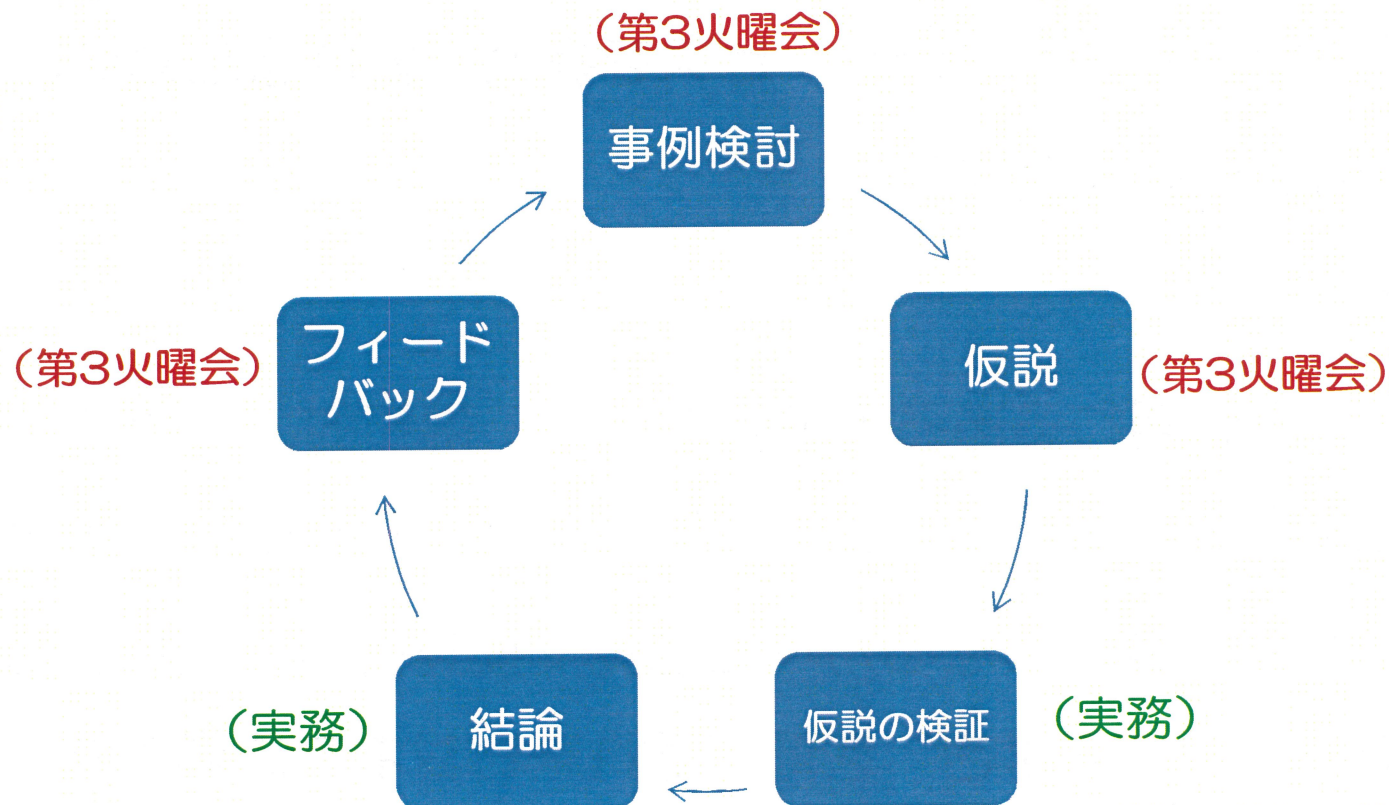 （第3火曜会）
事例検討
仮説
（第3火曜会）
仮説の検証
（実務）
結論
（実務）
フィード
バック
（第3火曜会）